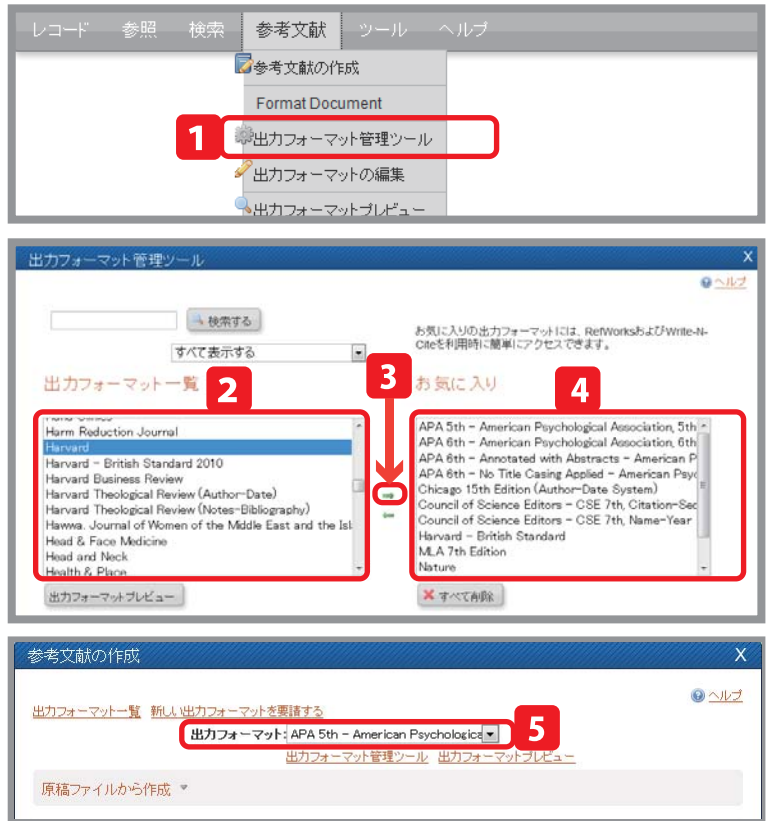 レコード 参照 検索 参考文献 ツール ヘルプ
参考文献の作成
Format Document
1 出力フォーマット管理ツール
出力フォーマットの編集
出力フォーマットプレビュー
出力フォーマット管理ツール X
ヘルプ
検索する
お気に入りの出力フォーマットには、RefWorksおよびWrite-N-
Citeを利用時に簡単にアクセスできます。
すべて表示する
出力フォーマット一覧 2
3
お気に入り 4
Hand Clinics
Harm Reduction Journal
Harvard
Harvard - British Standard 2010
Harvard Business Review
Harvard Theological Review (Author-Date)
Harvard Theological Review (Notes-Bibliography)
Hawwa. Journal of Women of the Middle East and the Isl
Head & Face Medicine
Head and Neck
Health & Place
APA 5th - American Psychological Association, 5th
APA 6th - American Psychological Association, 6th
APA 6th - Annotated with Abstracts - American P
APA 6th - No Title Casing Applied - American Psyc
Chicago 15th Edition (Author-Date System)
Council of Science Editors - CSE 7th, Citation-Sec
Council of Science Editors - CSE 7th, Name-Year
Harvard - British Standard
MLA 7th Edition
Nature
出力フォーマットプレビュー
すべて削除
参考文献の作成 X
ヘルプ
出力フォーマット一覧 新しい出力フォーマットを要請する
出力フォーマット: APA 5th - American Psychologica 5
出力フォーマット管理ツール 出力フォーマットプレビュー
原稿ファイルから作成